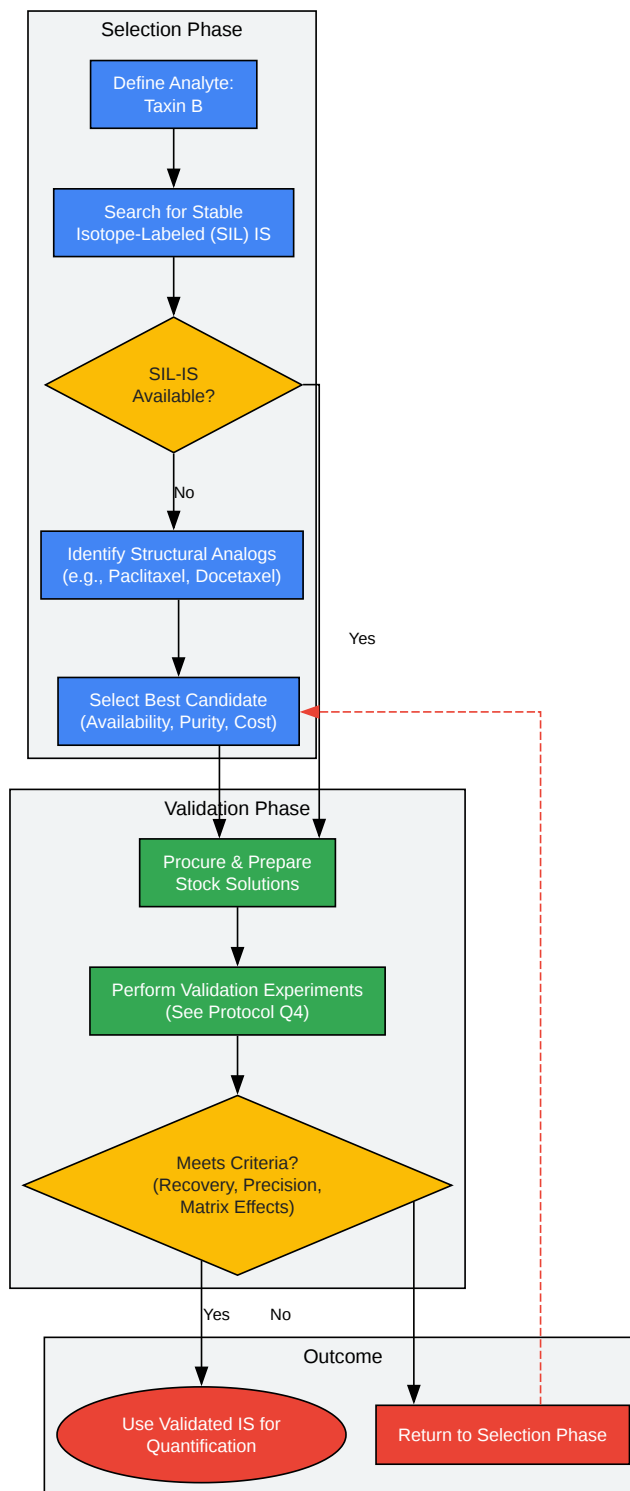 Selection Phase
Define Analyte:
Taxin B
Search for Stable
Isotope-Labeled (SIL) IS
SIL-IS
Available?
No
Identify Structural Analogs
(e.g., Paclitaxel, Docetaxel)
Yes
Select Best Candidate
(Availability, Purity, Cost)
Validation Phase
Procure & Prepare
Stock Solutions
Perform Validation Experiments
(See Protocol Q4)
Meets Criteria?
(Recovery, Precision,
Matrix Effects)
Yes
No
Outcome
Use Validated IS for
Quantification
Return to Selection Phase